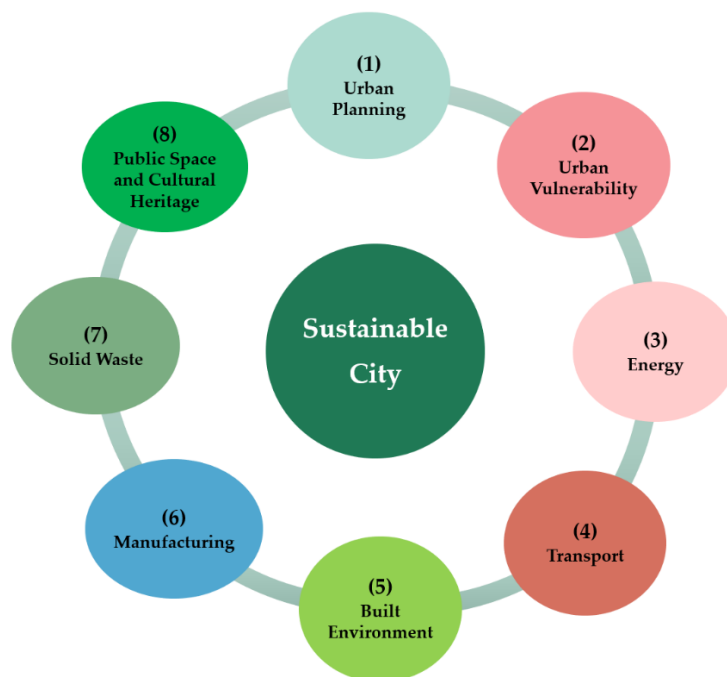 (1)
Urban
Planning
(2)
Urban
Vulnerability
(3)
Energy
(4)
Transport
(5)
Built
Environment
(6)
Manufacturing
(7)
Solid Waste
(8)
Public Space
and Cultural
Heritage
Sustainable
City